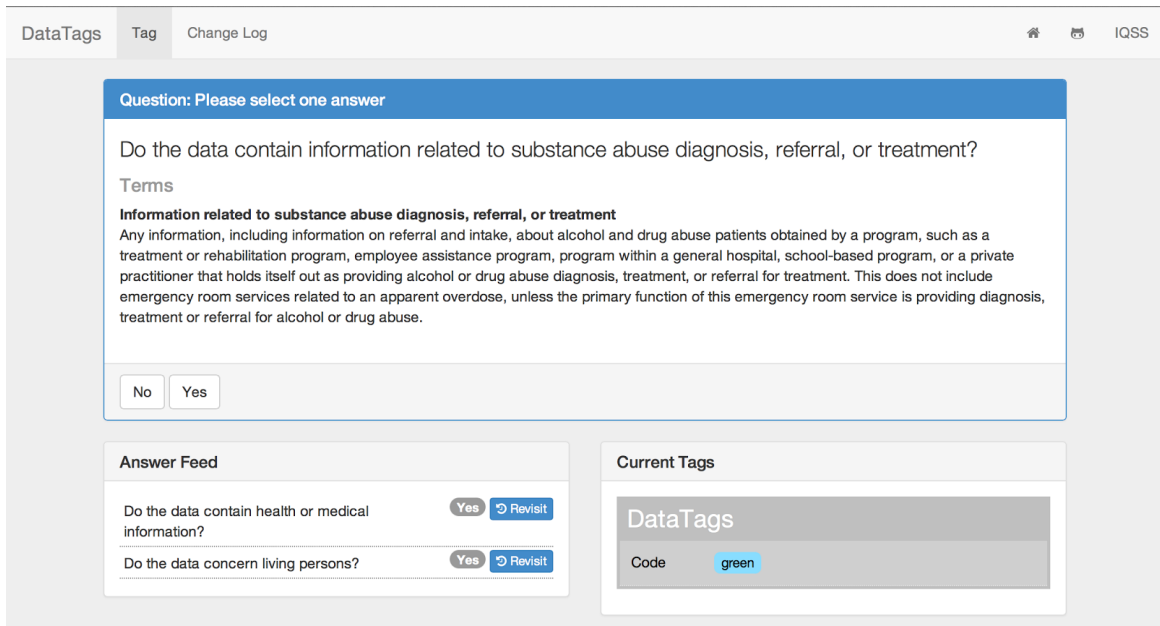 DataTags Tag Change Log IQSS
Question: Please select one answer
Do the data contain information related to substance abuse diagnosis, referral, or treatment?
Terms
Information related to substance abuse diagnosis, referral, or treatment
Any information, including information on referral and intake, about alcohol and drug abuse patients obtained by a program, such as a
treatment or rehabilitation program, employee assistance program, program within a general hospital, school-based program, or a private
practitioner that holds itself out as providing alcohol or drug abuse diagnosis, treatment, or referral for treatment. This does not include
emergency room services related to an apparent overdose, unless the primary function of this emergency room service is providing diagnosis,
treatment or referral for alcohol or drug abuse.
No Yes
Answer Feed
Do the data contain health or medical
information?
Yes Revisit
Do the data concern living persons?
Yes Revisit
Current Tags
DataTags
Code green